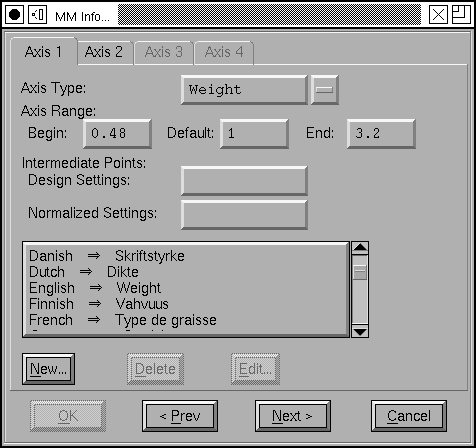 MM Info...
Axis 1 Axis 2 Axis 3 Axis 4
Axis Type: Weight
Axis Range:
Begin: 0.48 Default: 1 End: 3.2
Intermediate Points:
Design Settings:
Normalized Settings:
Danish ⇒ Skriftstyrke
Dutch ⇒ Dikte
English ⇒ Weight
Finnish ⇒ Vahvuus
French ⇒ Type de graisse
New... Delete Edit...
OK < Prev Next > Cancel